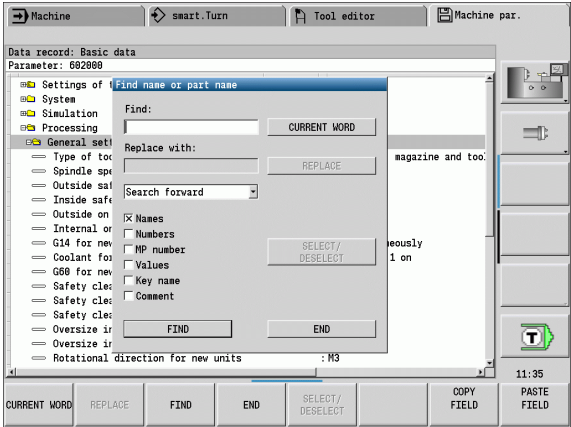 Machine
smart.Turn
Tool editor
Machine par.
Data record: Basic data
Parameter: 602000
Settings of
System
Simulation
Processing
General sett
Type of too
magazine and tool
Spindle spe
Outside saf
Inside safe
Outside on
Internal on
G14 for new
eously
Coolant for
1 on
G60 for new
Safety clea
Safety clea
Safety clea
Oversize in
Oversize in
Rotational direction for new units : M3
Find name or part name
Find:
CURRENT WORD
Replace with:
REPLACE
Search forward
Names
Numbers
MP number
Values
Key name
Comment
SELECT/
DESELECT
FIND
END
T
11:35
CURRENT WORD
REPLACE
FIND
END
SELECT/
DESELECT
COPY
FIELD
PASTE
FIELD